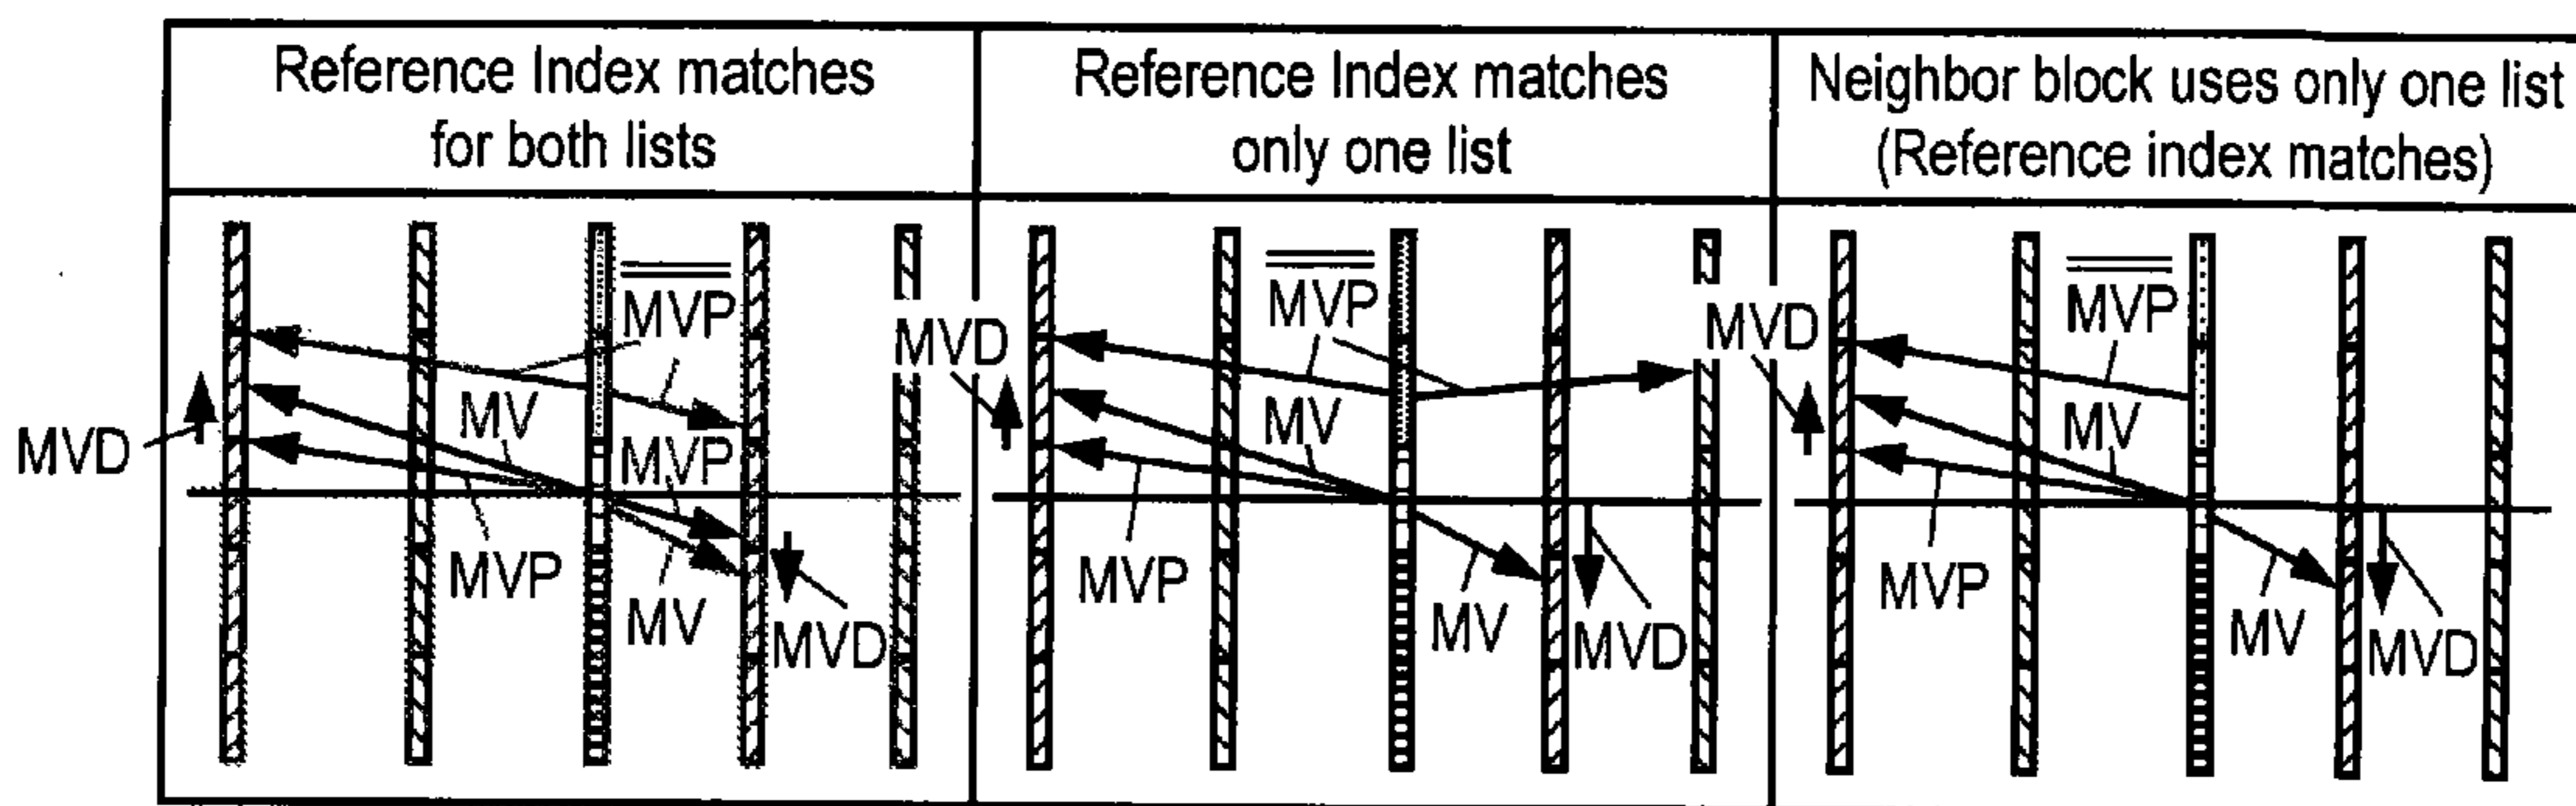 Reference Index matches
for both lists
Reference Index matches
only one list
Neighbor block uses only one list
(Reference index matches)
MVP
MV
MVP
MVD
MVP
MV
MVD
MVP
MVD
MV
MVP
MV
MVD
MVP
MVD
MV
MVP
MV
MVD